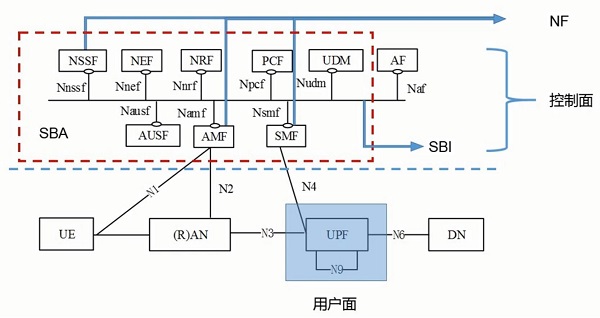 NF
NSSF
NEF
NRF
PCF
UDM
AF
Nnssf
Nnef
Nnrf
Npcf
Nudm
Naf
控制面
Nausf
Namf
Nsmf
SBA
AUSF
AMF
SMF
SBI
N1
N2
N4
UE
(R)AN
N3
UPF
N6
DN
N9
用户面